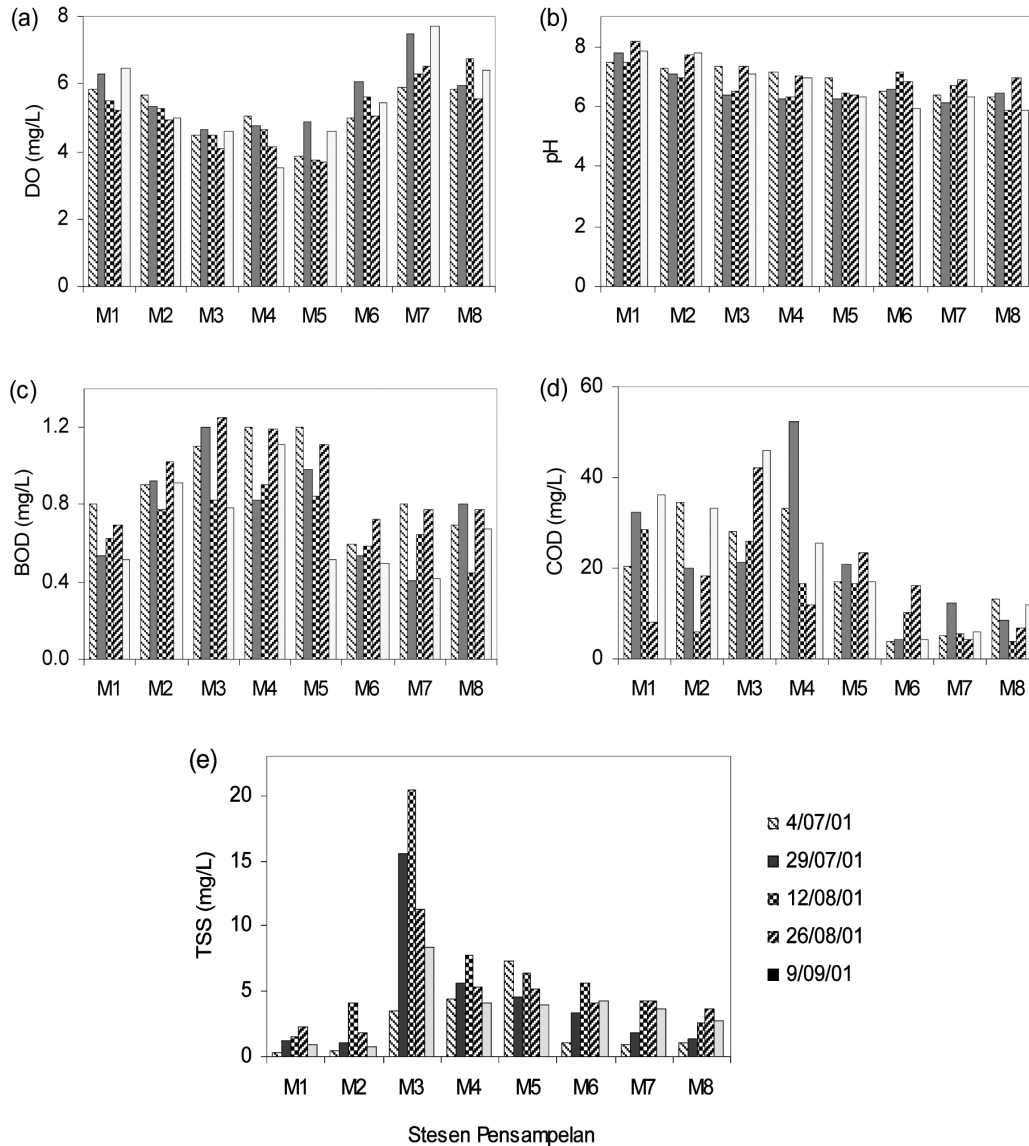 (a)
DO (mg/L)
8
6
4
2
0
M1 M2 M3 M4 M5 M6 M7 M8
(b)
pH
8
6
4
2
0
M1 M2 M3 M4 M5 M6 M7 M8
(c)
BOD (mg/L)
1.2
0.8
0.4
0.0
M1 M2 M3 M4 M5 M6 M7 M8
(d)
COD (mg/L)
60
40
20
0
M1 M2 M3 M4 M5 M6 M7 M8
(e)
TSS (mg/L)
20
15
10
5
0
M1 M2 M3 M4 M5 M6 M7 M8
Stesen Pensampelan
4/07/01
29/07/01
12/08/01
26/08/01
9/09/01